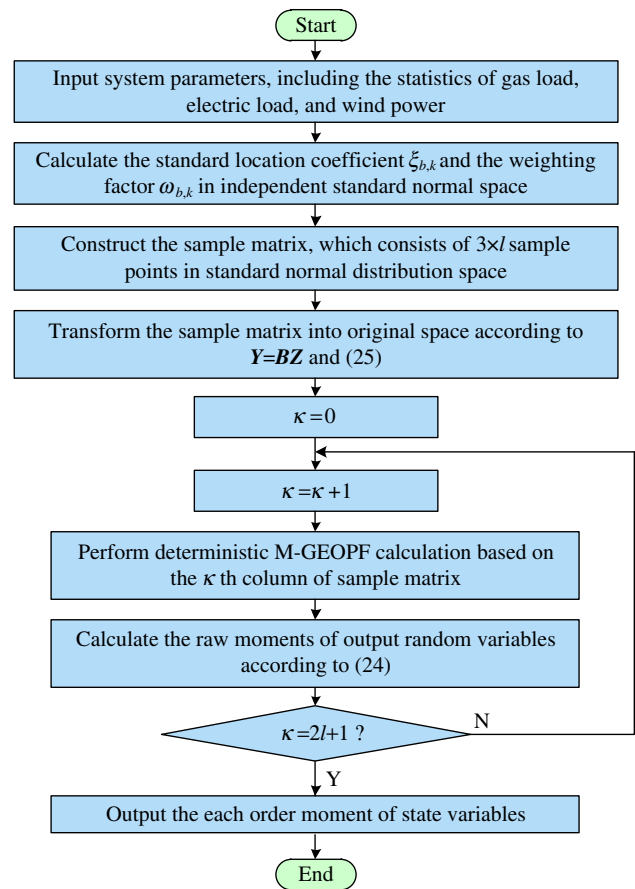 Start
Input system parameters, including the statistics of gas load,
electric load, and wind power
Calculate the standard location coefficient ξb,k and the weighting
factor ωb,k in independent standard normal space
Construct the sample matrix, which consists of 3×l sample
points in standard normal distribution space
Transform the sample matrix into original space according to
Y=BZ and (25)
κ=0
κ=κ+1
Perform deterministic M-GEOPF calculation based on
the κ th column of sample matrix
Calculate the raw moments of output random variables
according to (24)
κ=2l+1 ?
N
Y
Output the each order moment of state variables
End